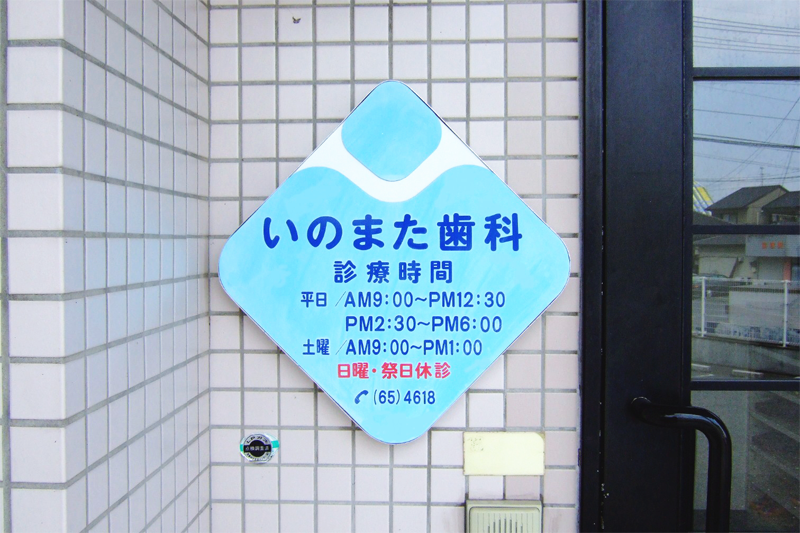 いのまた歯科
診療時間
平日/AM9:00〜PM12:30
PM2:30〜PM6:00
土曜/AM9:00〜PM1:00
日曜・祭日休診
(65)4618